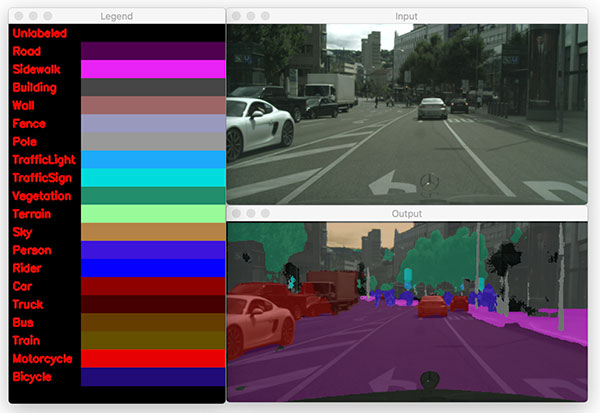 Legend
Unlabeled
Road
Sidewalk
Building
Wall
Fence
Pole
TrafficLight
TrafficSign
Vegetation
Terrain
Sky
Person
Rider
Car
Truck
Bus
Train
Motorcycle
Bicycle
Input
Output